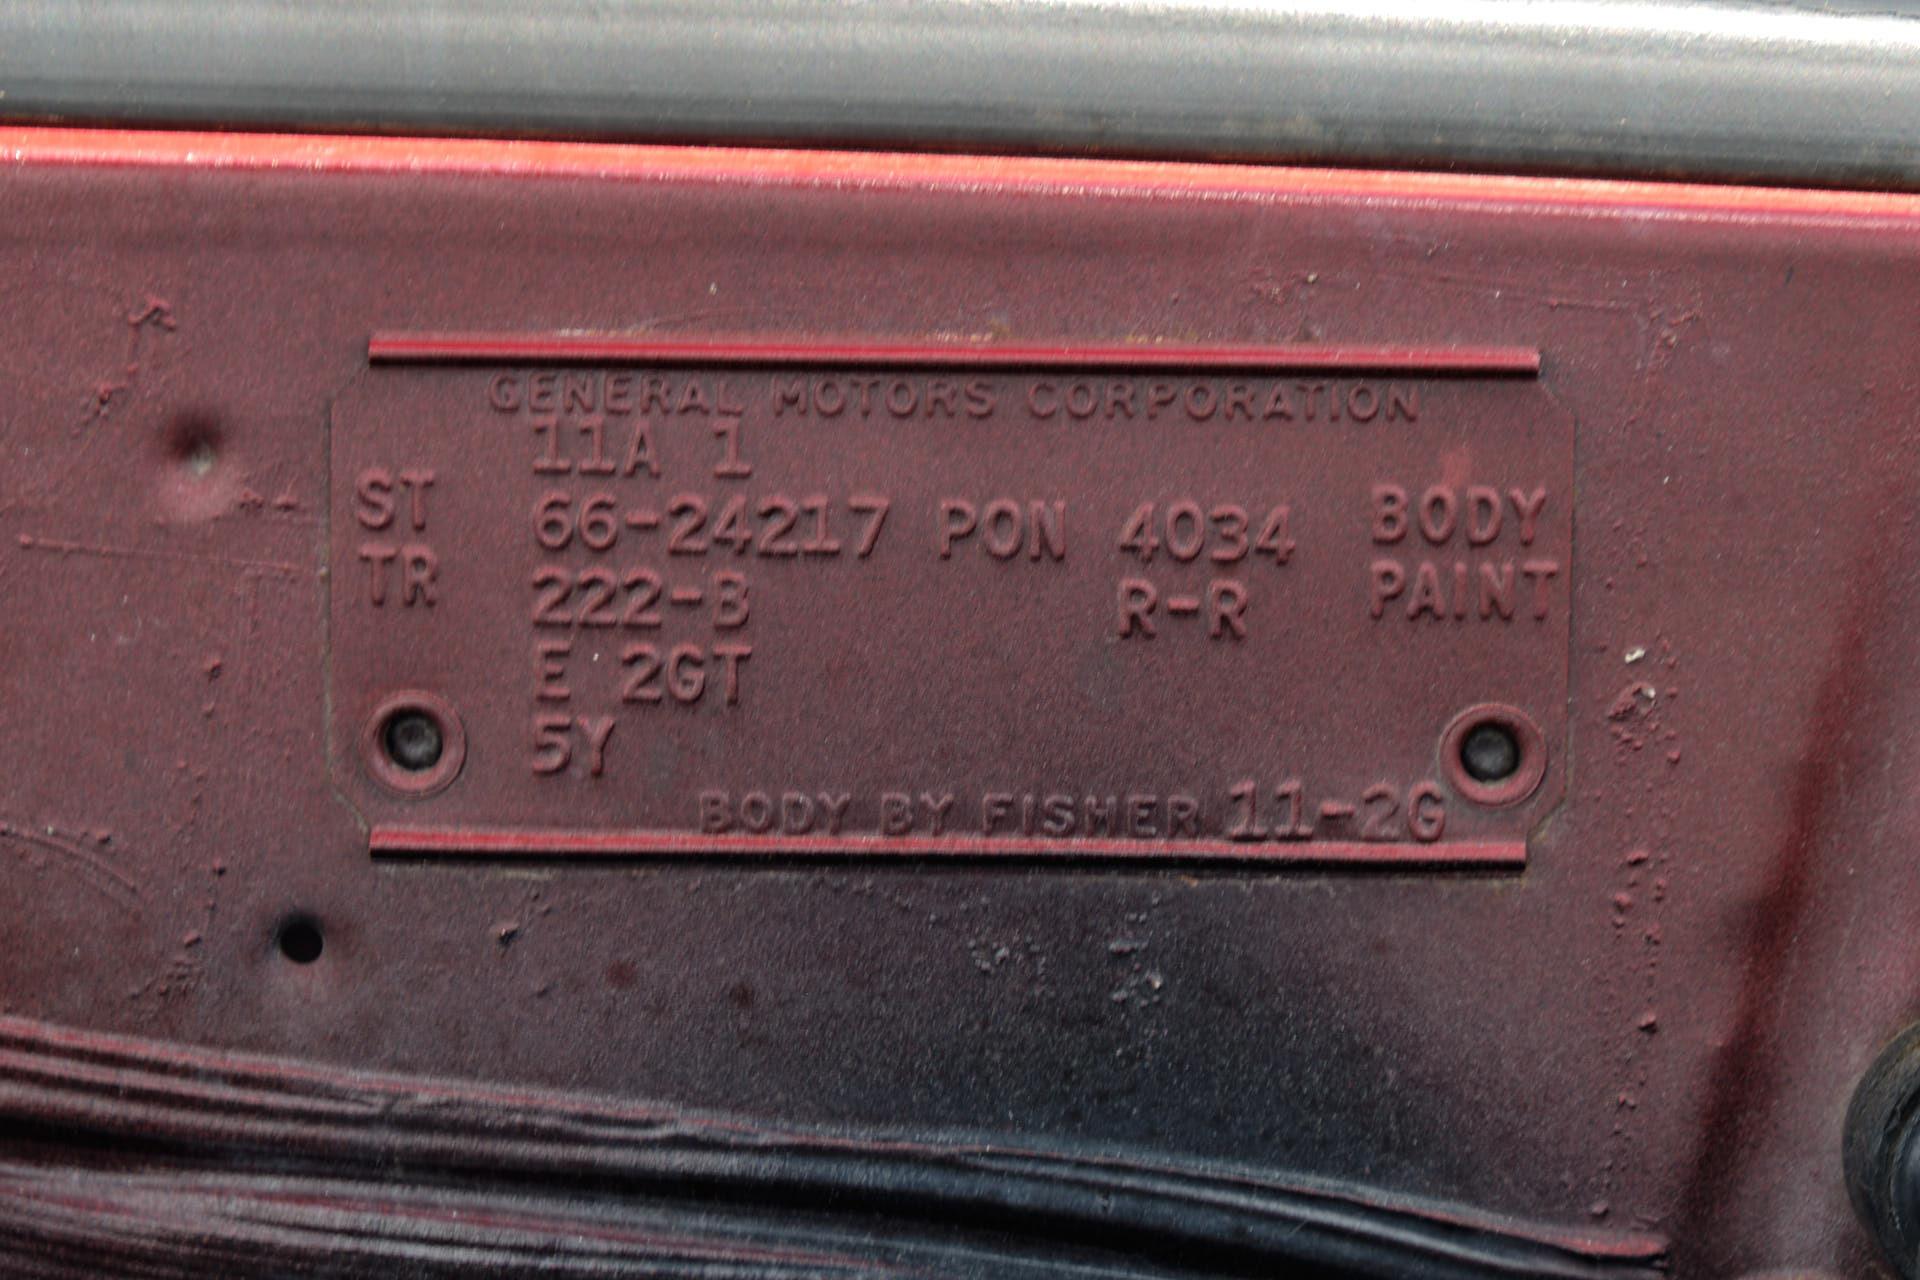 GENERAL MOTORS CORPORATION
11A 1
ST 66-24217 PON 4034 BODY
TR 222-B R-R PAINT
E 2GT
5Y
BODY BY FISHER 11-2G